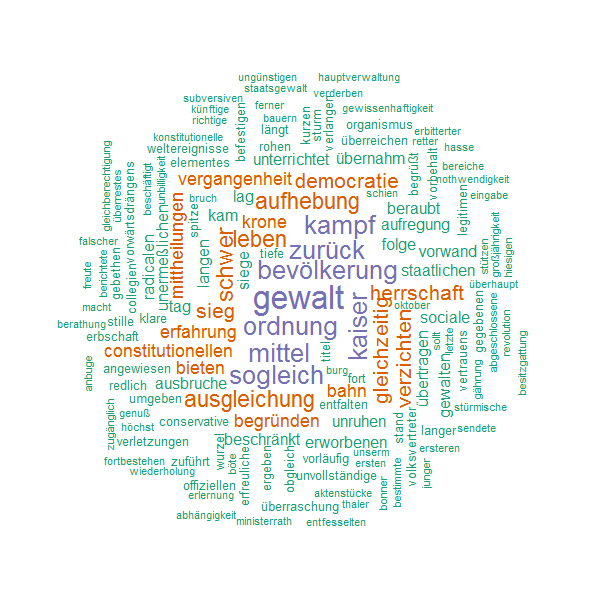 ungünstigen
hauptverwaltung
staatsgewalt
verderben
subversiven
ferner
künftige
bauern
gewissenhaftigkeit
richtige
befestigen
kurzen
sturm
verlangen
organismus
erbitterter
konstitutionelle
längt
überreichen
retter
hasse
gleichberechtigung
weltereignisse
rohen
elementes
unterrichtet
übernahm
begrüßt
vorbehalt
bereiche
nothwendigkeit
überrestes
vorwärtsdrängens
beschäftigt
unbilligkeit
vergangenheit
democratie
schien
eingabe
bruch
lag
aufhebung
beraubt
legitimen
mittheilungen
spitze
kam
krone
kampf
aufregung
großjährigkeit
falscher
unermeßlichen
schwer
leben
zurück
folge
vorwand
stützen
hiesigen
berichtete
gebethen
collegien
radicalen
langen
siege
tiefe
bevölkerung
staatlichen
freute
überhaupt
utag
gewalt
kaiser
gleichzeitig
herrschaft
abgeschlossene
macht
sieg
oktober
sociale
gegebenen
revolution
berathung
stille
klare
erfahrung
ordnung
verzichten
sollt
letzte
erbschaft
constitutionellen
mittel
titel
übertragen
gewalten
vertrauens
besitzgattung
anbuge
angewiesen
bieten
sogleich
burg
fort
gährung
redlich
ausbruche
bahn
zugänglich
umgeben
ausgleichung
entfalten
stürmische
genuß
conservative
begründen
unruhen
stand
volksvertreter
höchst
langer
sendete
verletzungen
wurzel
beschränkt
erworbenen
ersteren
fortbestehen
zuführt
böte
erfreuliche
ergeben
obgleich
vorläufig
unserm
ersten
wiederholung
unvollständige
bestimmte
junger
offiziellen
bonner
erlernung
aktenstücke
überraschung
thaler
abhängigkeit
ministerrath
entfesselten